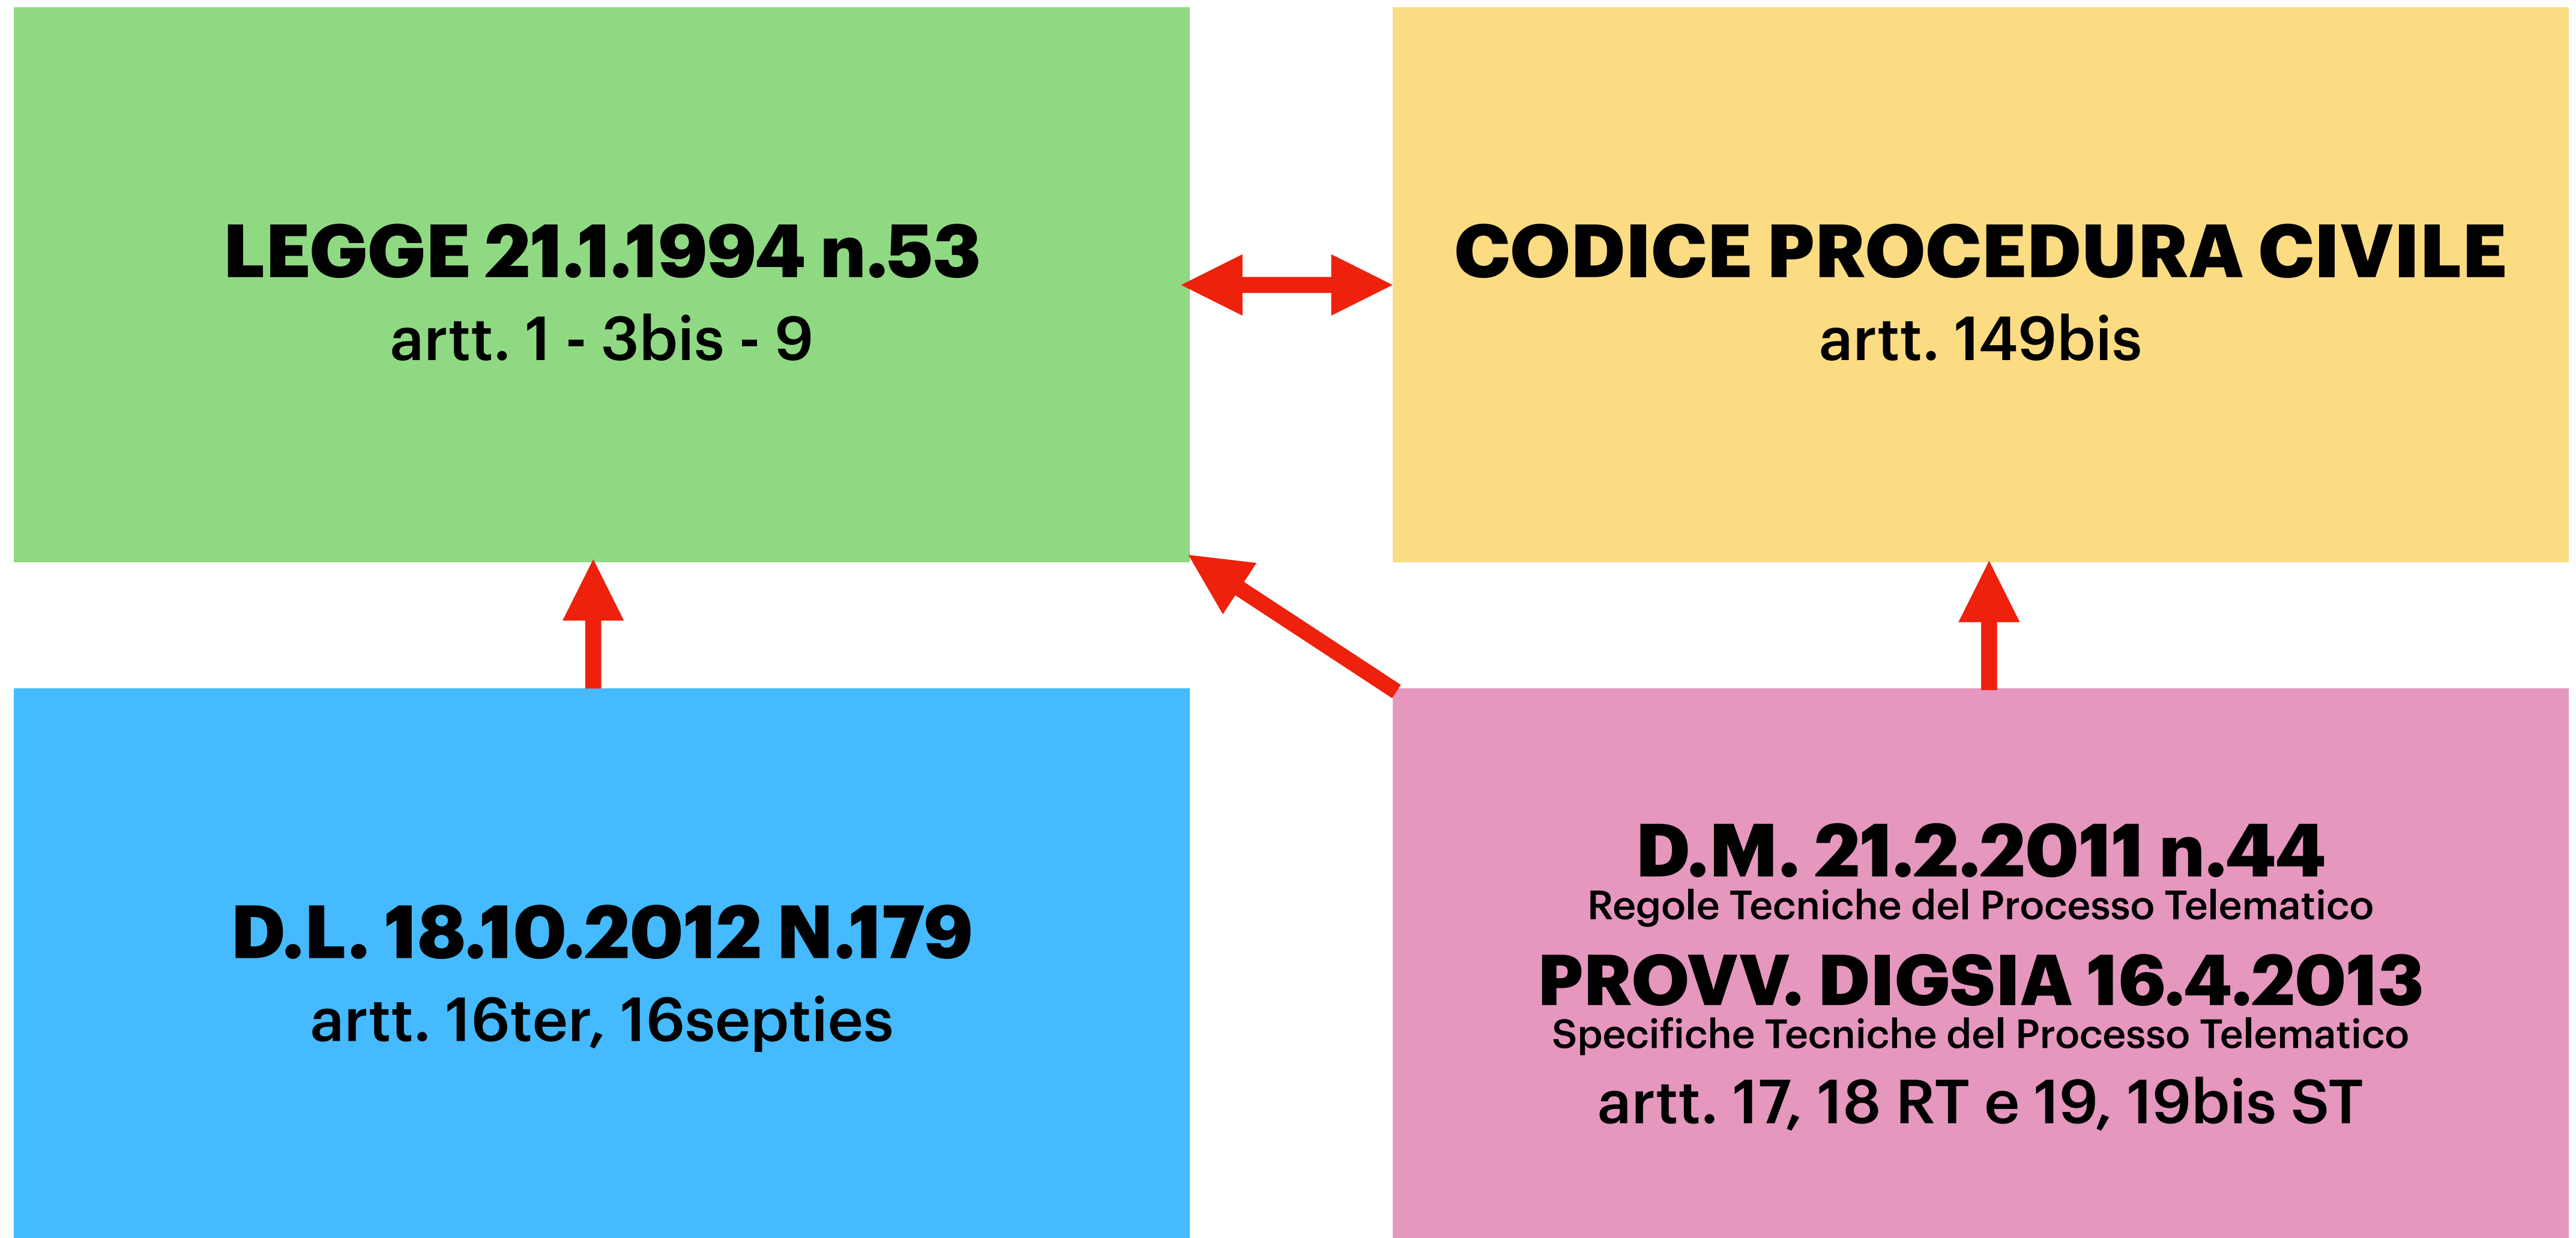 LEGGE 21.1.1994 n.53
artt. 1 - 3bis - 9
CODICE PROCEDURA CIVILE
artt. 149bis
D.L. 18.10.2012 N.179
artt. 16ter, 16septies
D.M. 21.2.2011 n.44
Regole Tecniche del Processo Telematico
PROVV. DIGSIA 16.4.2013
Specifiche Tecniche del Processo Telematico
artt. 17, 18 RT e 19, 19bis ST